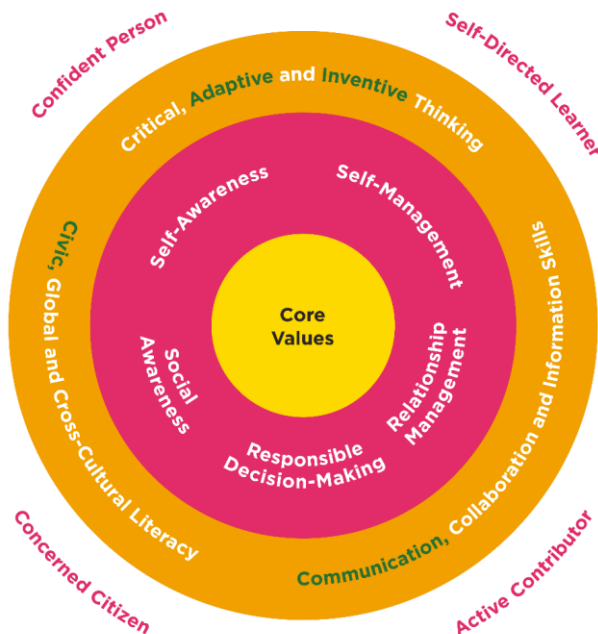 Confident Person
Self-Directed Learner
Critical, Adaptive and Inventive Thinking
Self-Awareness
Self-Management
Civic, Global and Cross-Cultural Literacy
Core
Values
Communication, Collaboration and Information Skills
Social
Awareness
Relationship
Management
Responsible
Decision-Making
Concerned Citizen
Active Contributor